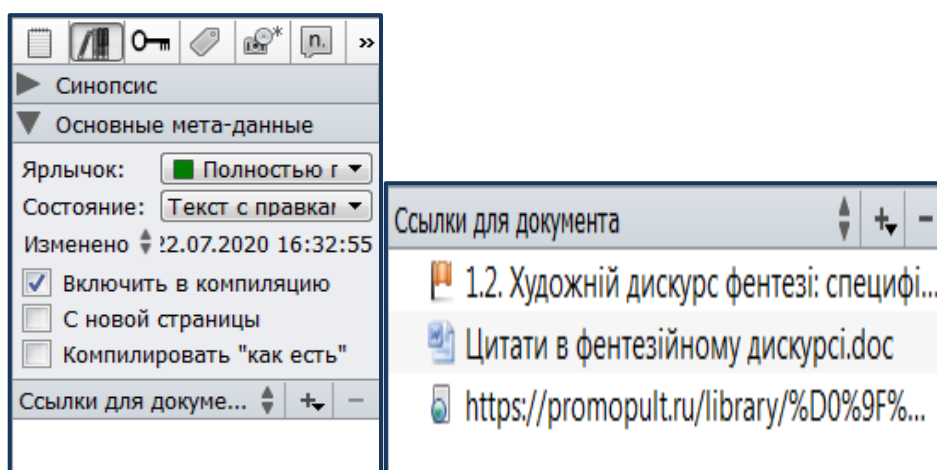 n.
»
Синопсис
Основные мета-данные
Ярлычок: Полностью г
Состояние: Текст с правкаг
Изменено 22.07.2020 16:32:55
Включить в компиляцию
С новой страницы
Компилировать "как есть"
Ссылки для докуме... + −
Ссылки для документа + −
1.2. Художній дискурс фентезі: специфі...
Цитати в фентезійному дискурсі.doc
https://promopult.ru/library/%D0%9F%...